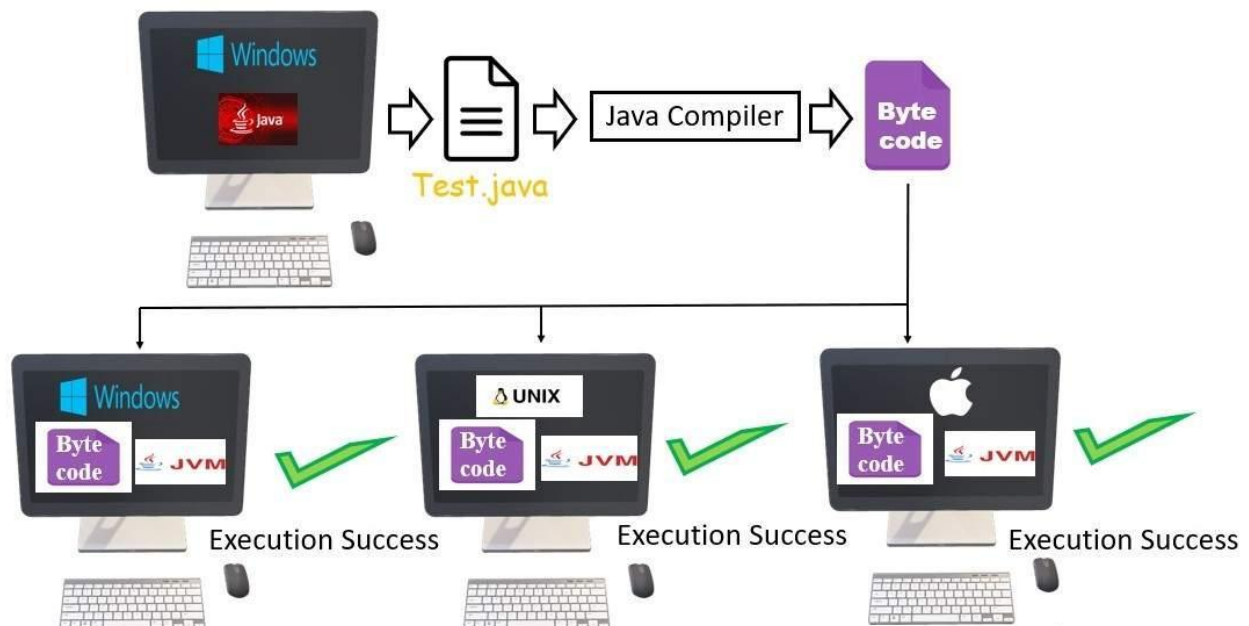 Windows
Java
Test.java
Java Compiler
Byte
code
Windows
Byte
code
JVM
Execution Success
UNIX
Byte
code
JVM
Execution Success
Byte
code
JVM
Execution Success